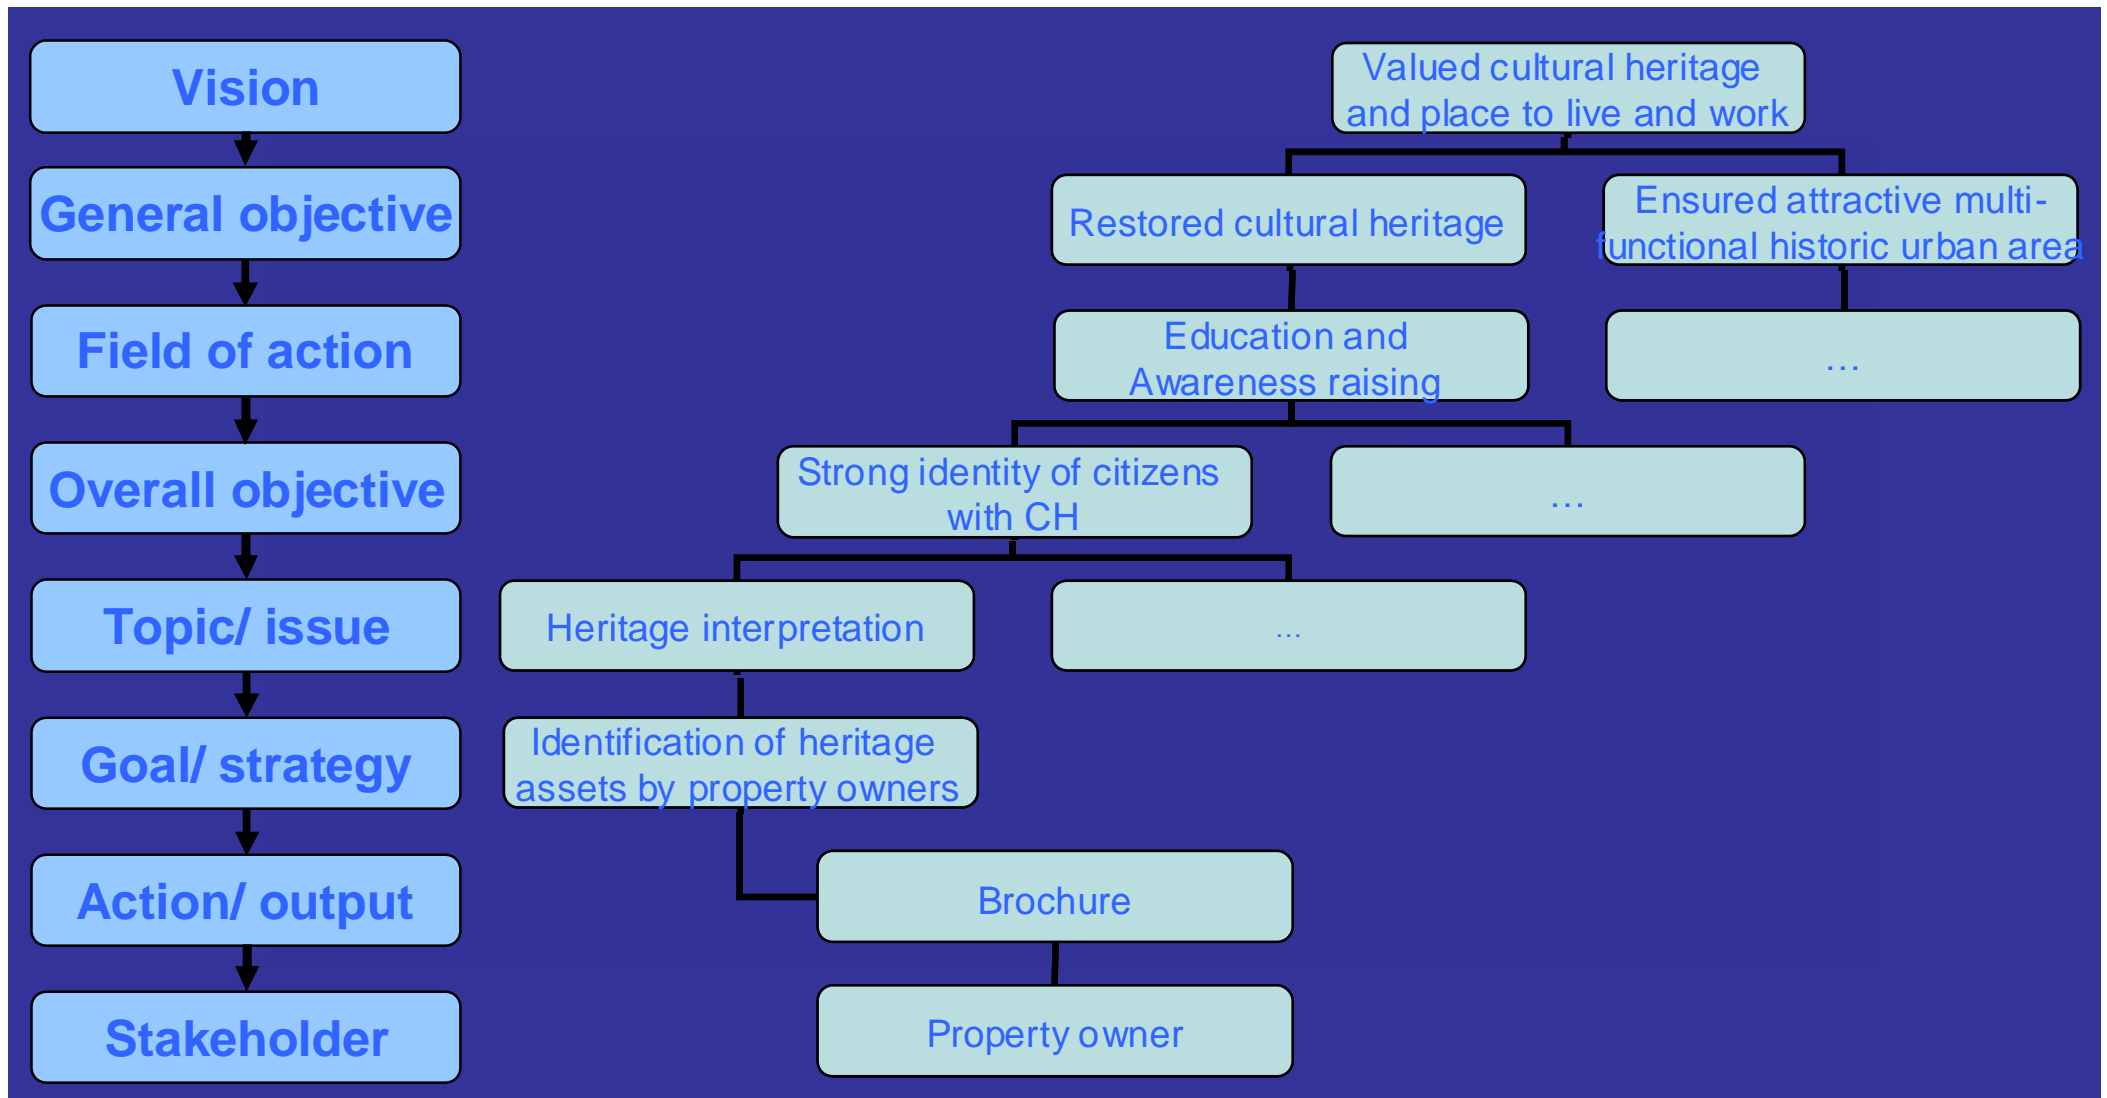 Vision
Valued cultural heritage
and place to live and work
General objective
Restored cultural heritage
Ensured attractive multi-
functional historic urban area
Field of action
Education and
Awareness raising
…
Overall objective
Strong identity of citizens
with CH
…
Topic/ issue
Heritage interpretation
...
Goal/ strategy
Identification of heritage
assets by property owners
Action/ output
Brochure
Stakeholder
Property owner